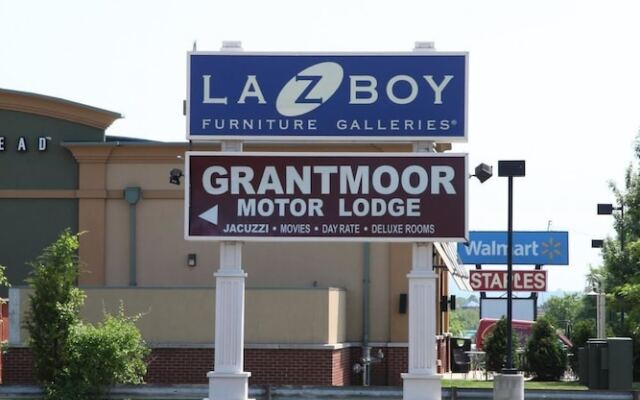 LA Z BOY
FURNITURE GALLERIES®
GRANTMOOR
MOTOR LODGE
JACUZZI • MOVIES • DAY RATE • DELUXE ROOMS
EAD
Walmart
STAPLES